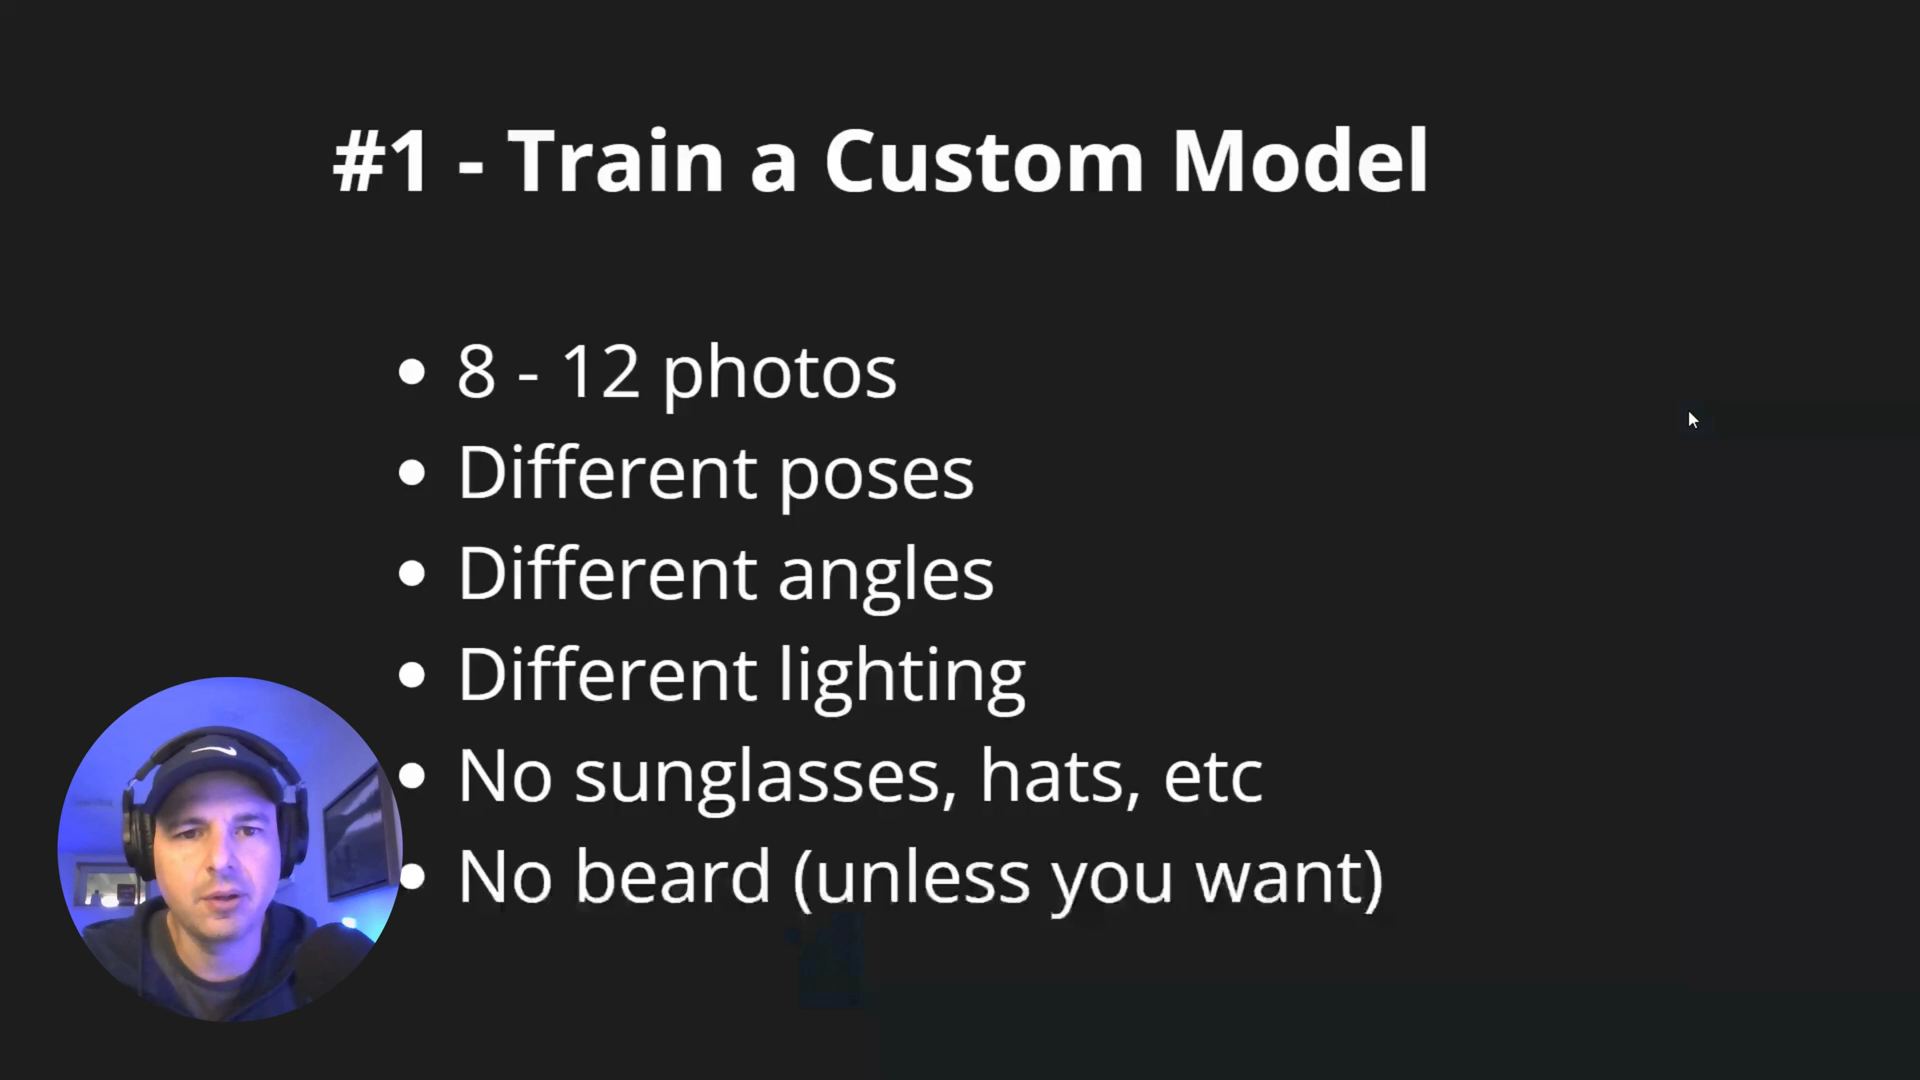 #1 - Train a Custom Model
• 8 - 12 photos
• Different poses
• Different angles
• Different lighting
• No sunglasses, hats, etc
• No beard (unless you want)